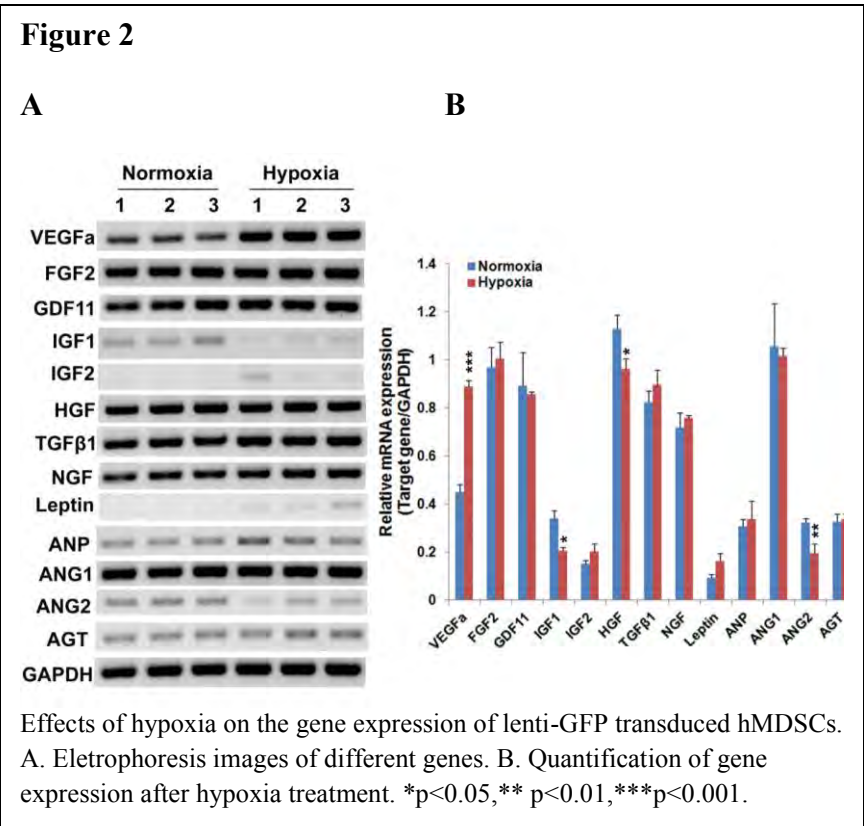 Figure 2
A
B
Normoxia Hypoxia
1 2 3 1 2 3
VEGFa
FGF2
GDF11
IGF1
IGF2
HGF
TGFβ1
NGF
Leptin
ANP
ANG1
ANG2
AGT
GAPDH
Relative mRNA expression
(Target gene/GAPDH)
1.4
1.2
1
0.8
0.6
0.4
0.2
0
Normoxia
Hypoxia
***
*
*
**
VEGFa
FGF2
GDF11
IGF1
IGF2
HGF
TGFβ1
NGF
Leptin
ANP
ANG1
ANG2
AGT
Effects of hypoxia on the gene expression of lenti-GFP transduced hMDSCs.
A. Eletrophoresis images of different genes. B. Quantification of gene
expression after hypoxia treatment. *p<0.05,** p<0.01,***p<0.001.